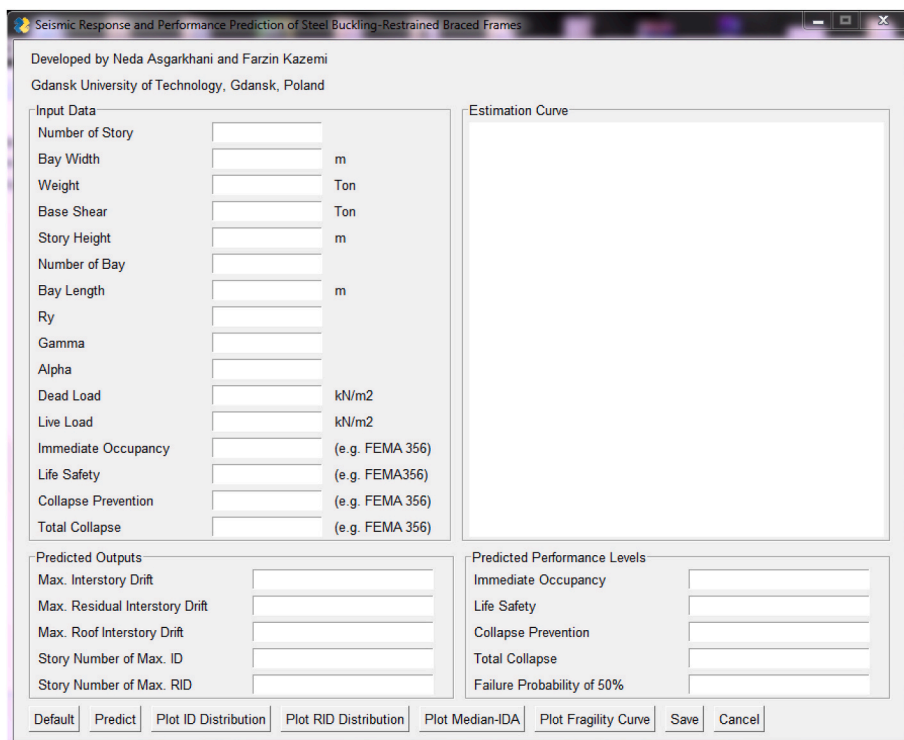 Seismic Response and Performance Prediction of Steel Buckling-Restrained Braced Frames
Developed by Neda Asgarkhani and Farzin Kazemi
Gdansk University of Technology, Gdansk, Poland
Input Data
Number of Story
Bay Width m
Weight Ton
Base Shear Ton
Story Height m
Number of Bay
Bay Length m
Ry
Gamma
Alpha
Dead Load kN/m2
Live Load kN/m2
Immediate Occupancy (e.g. FEMA 356)
Life Safety (e.g. FEMA356)
Collapse Prevention (e.g. FEMA 356)
Total Collapse (e.g. FEMA 356)
Estimation Curve
Predicted Outputs
Max. Interstory Drift
Max. Residual Interstory Drift
Max. Roof Interstory Drift
Story Number of Max. ID
Story Number of Max. RID
Predicted Performance Levels
Immediate Occupancy
Life Safety
Collapse Prevention
Total Collapse
Failure Probability of 50%
Default Predict Plot ID Distribution Plot RID Distribution Plot Median-IDA Plot Fragility Curve Save Cancel